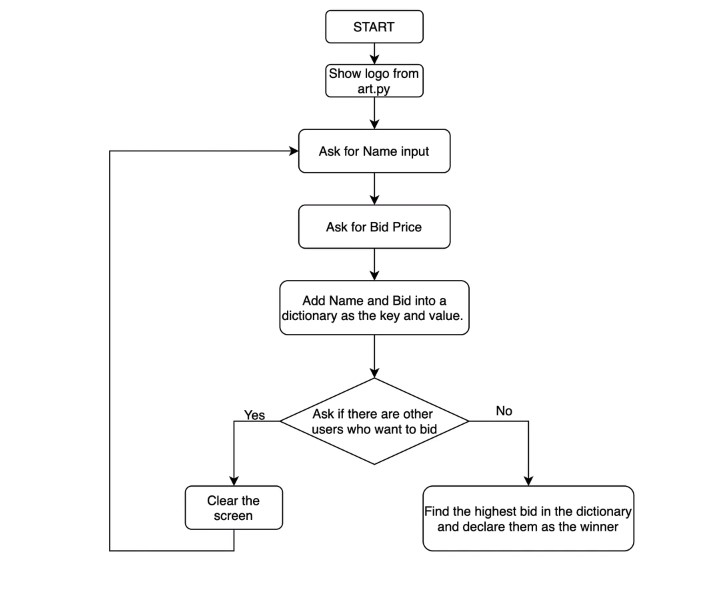 START
Show logo from
art.py
Ask for Name input
Ask for Bid Price
Add Name and Bid into a
dictionary as the key and value.
Ask if there are other
users who want to bid
Yes
No
Clear the
screen
Find the highest bid in the dictionary
and declare them as the winner